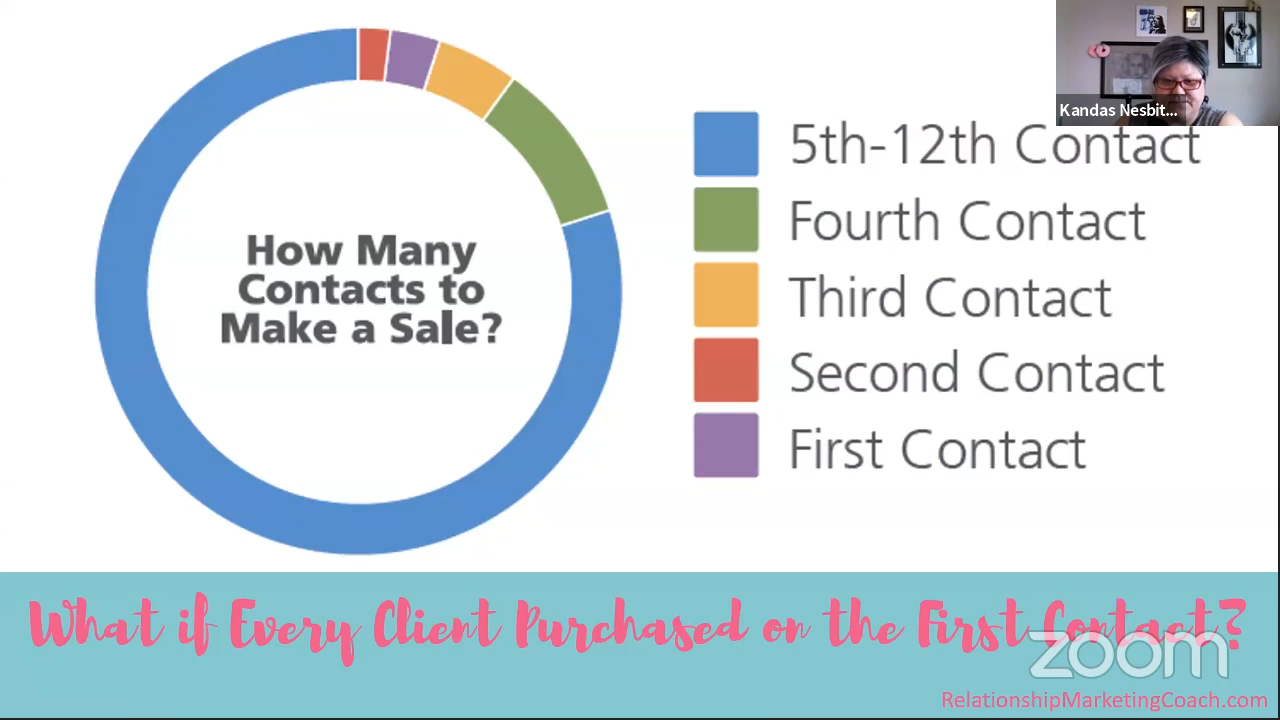 How Many
Contacts to
Make a Sale?
Kandas Nesbit...
5th-12th Contact
Fourth Contact
Third Contact
Second Contact
First Contact
What if Every Client Purchased on the First Contact?
zoom
RelationshipMarketingCoach.com